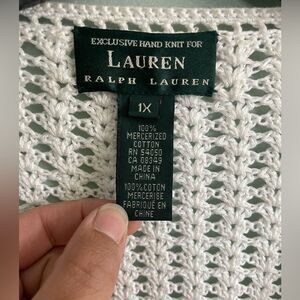 EXCLUSIVE HAND KNIT FOR
LAUREN
RALPH LAUREN
1X
100%
MERCERIZED
COTTON
RN 54050
CA 08349
MADE IN
CHINA
100% COTON
MERCERISE
FABRIQUE EN
CHINE